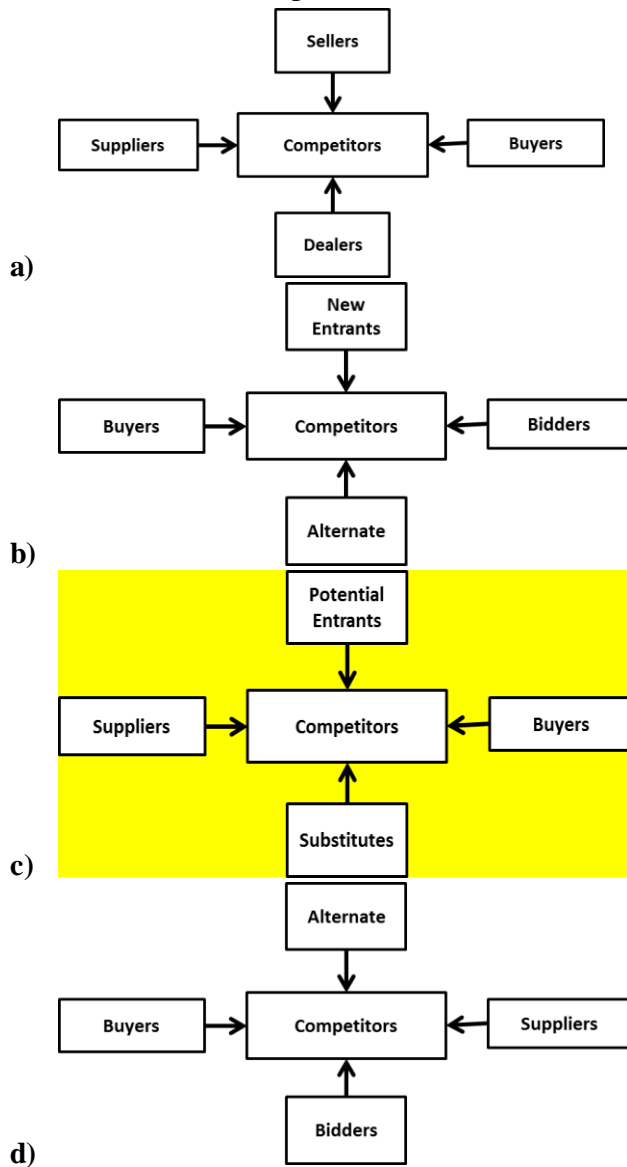 Sellers
Suppliers
Competitors
Buyers
Dealers
a)
New
Entrants
Buyers
Competitors
Bidders
Alternate
b)
Potential
Entrants
Suppliers
Competitors
Buyers
Substitutes
c)
Alternate
Buyers
Competitors
Suppliers
Bidders
d)